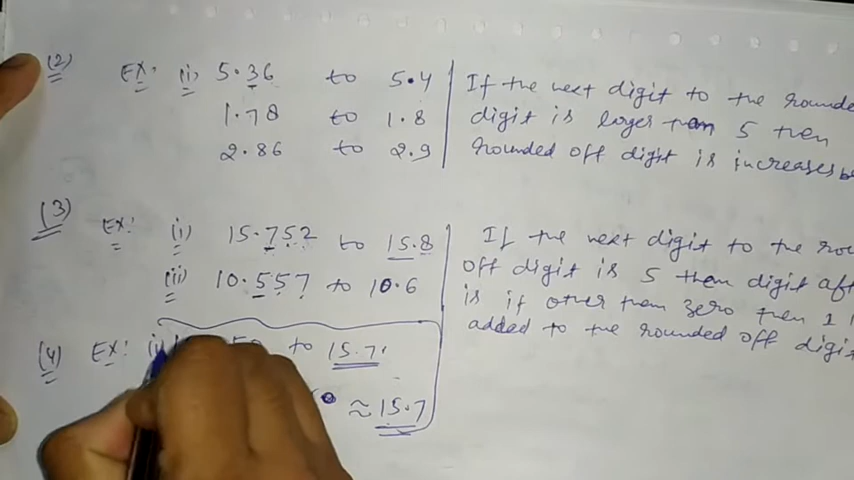 (2) Ex: (i) 5.36 to 5.4
1.78 to 1.8
2.86 to 2.9
If the next digit to the rounde
digit is larger than 5 then
rounded off digit is increases b
(3) Ex: (i) 15.752 to 15.8
(ii) 10.557 to 10.6
If the next digit to the rou
off digit is 5 then digit aft
is if other than zero then 1 i
added to the rounded off digit
(4) Ex: to 15.7
≈ 15.7